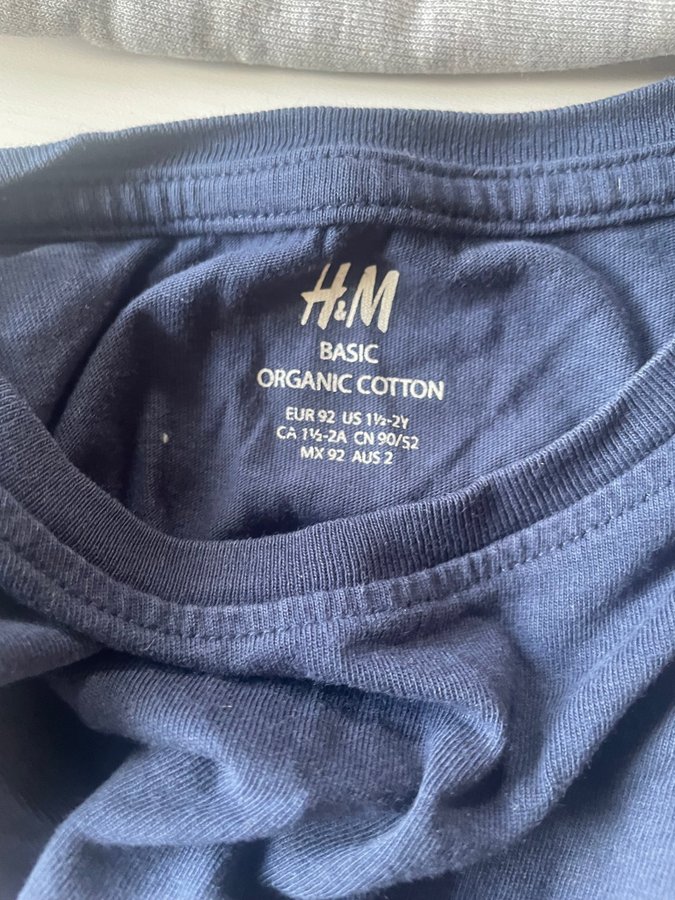 H&M
BASIC
ORGANIC COTTON
EUR 92 US 1½-2Y
CA 1½-2A CN 90/52
MX 92 AUS 2